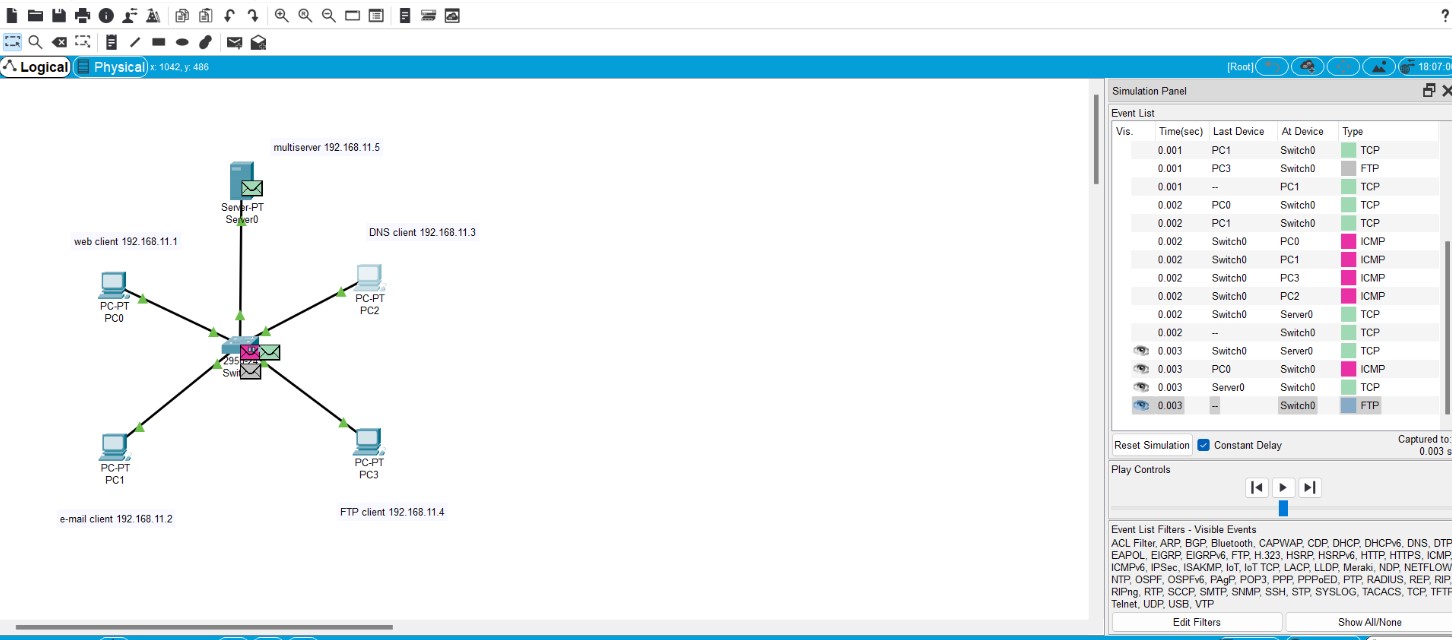 ?
Logical Physical x: 1042, y: 486 [Root] 18:07:0
Simulation Panel
Event List
Vis. Time(sec) Last Device At Device Type
0.001 PC1 Switch0 TCP
0.001 PC3 Switch0 FTP
0.001 -- PC1 TCP
0.002 PC0 Switch0 TCP
0.002 PC1 Switch0 TCP
0.002 Switch0 PC0 ICMP
0.002 Switch0 PC1 ICMP
0.002 Switch0 PC3 ICMP
0.002 Switch0 PC2 ICMP
0.002 Switch0 Server0 TCP
0.002 -- Switch0 TCP
0.003 Switch0 Server0 TCP
0.003 PC0 Switch0 ICMP
0.003 Server0 Switch0 TCP
0.003 -- Switch0 FTP
Reset Simulation Constant Delay
Captured to:
0.003 s
Play Controls
Event List Filters - Visible Events
ACL Filter, ARP, BGP, Bluetooth, CAPWAP, CDP, DHCP, DHCPv6, DNS, DTP
EAPOL, EIGRP, EIGRPv6, FTP, H.323, HSRP, HSRPv6, HTTP, HTTPS, ICMP,
ICMPv6, IPSec, ISAKMP, IoT, IoT TCP, LACP, LLDP, Meraki, NDP, NETFLOW
NTP, OSPF, OSPFv6, PAgP, POP3, PPP, PPPoED, PTP, RADIUS, REP, RIP,
RIPng, RTP, SCCP, SMTP, SNMP, SSH, STP, SYSLOG, TACACS, TCP, TFTP
Telnet, UDP, USB, VTP
Edit Filters Show All/None
multiserver 192.168.11.5
Server-PT
Server0
web client 192.168.11.1
PC-PT
PC0
DNS client 192.168.11.3
PC-PT
PC2
295 -24
Swit
PC-PT
PC1
e-mail client 192.168.11.2
PC-PT
PC3
FTP client 192.168.11.4